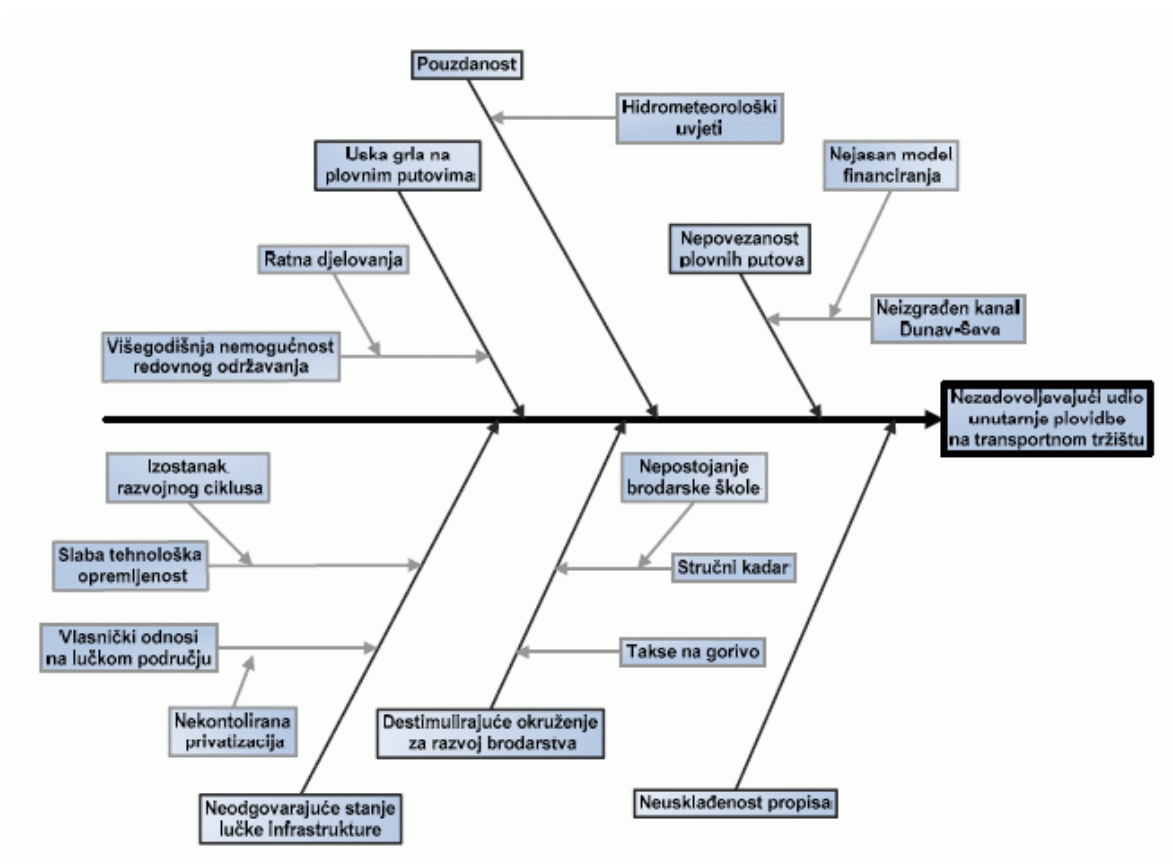 Pouzdanost
Hidrometeorološki
uvjeti
Uska grla na
plovnim putovima
Nejasan model
financiranja
Ratna djelovanja
Nepovezanost
plovnih putova
Neizgrađen kanal
Dunav-Sava
Višegodišnja nemogućnost
redovnog održavanja
Nezadovoljavajući udio
unutarnje plovidbe
na transportnom tržištu
Izostanak
razvojnog ciklusa
Nepostojanje
brodarske škole
Slaba tehnološka
opremljenost
Stručni kadar
Vlasnički odnosi
na lučkom području
Takse na gorivo
Nekontolirana
privatizacija
Destimulirajuće okruženje
za razvoj brodarstva
Neodgovarajuće stanje
lučke infrastrukture
Neusklađenost propisa